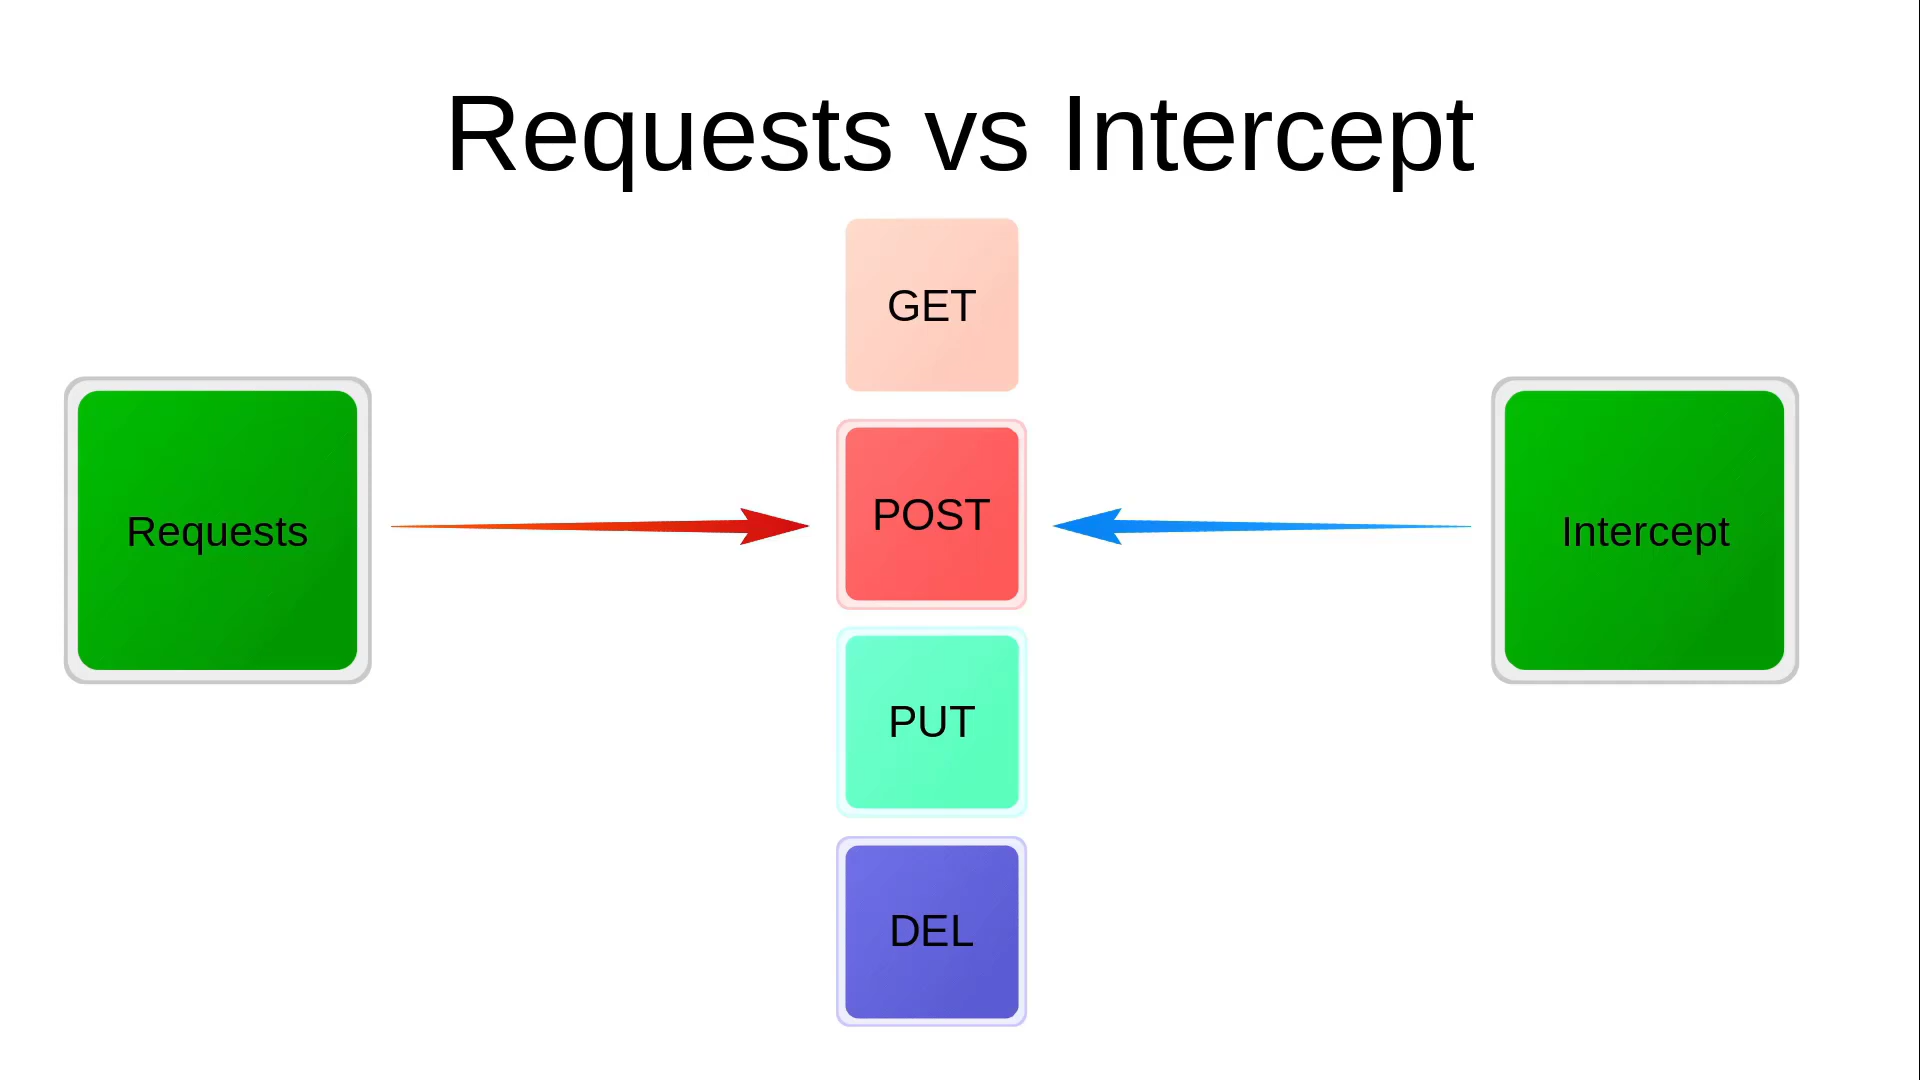 Requests vs Intercept
GET
Requests
POST
Intercept
PUT
DEL